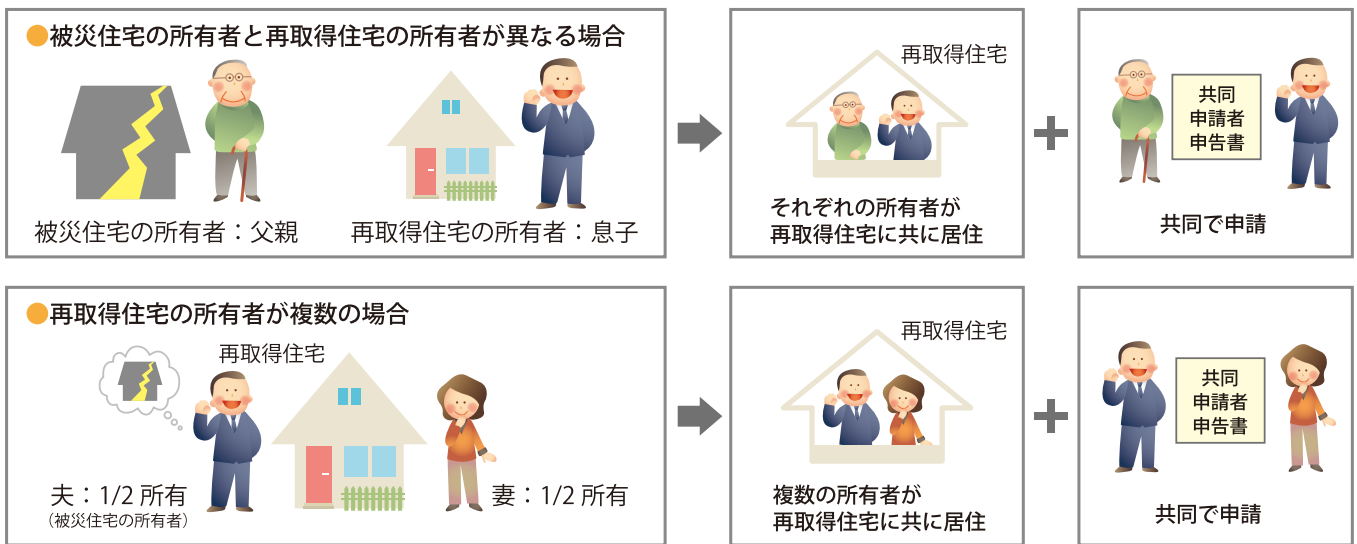 ●被災住宅の所有者と再取得住宅の所有者が異なる場合
被災住宅の所有者：父親
再取得住宅の所有者：息子
再取得住宅
それぞれの所有者が
再取得住宅に共に居住
共同
申請者
申告書
共同で申請
●再取得住宅の所有者が複数の場合
再取得住宅
夫：1/2 所有
（被災住宅の所有者）
妻：1/2 所有
再取得住宅
複数の所有者が
再取得住宅に共に居住
共同
申請者
申告書
共同で申請